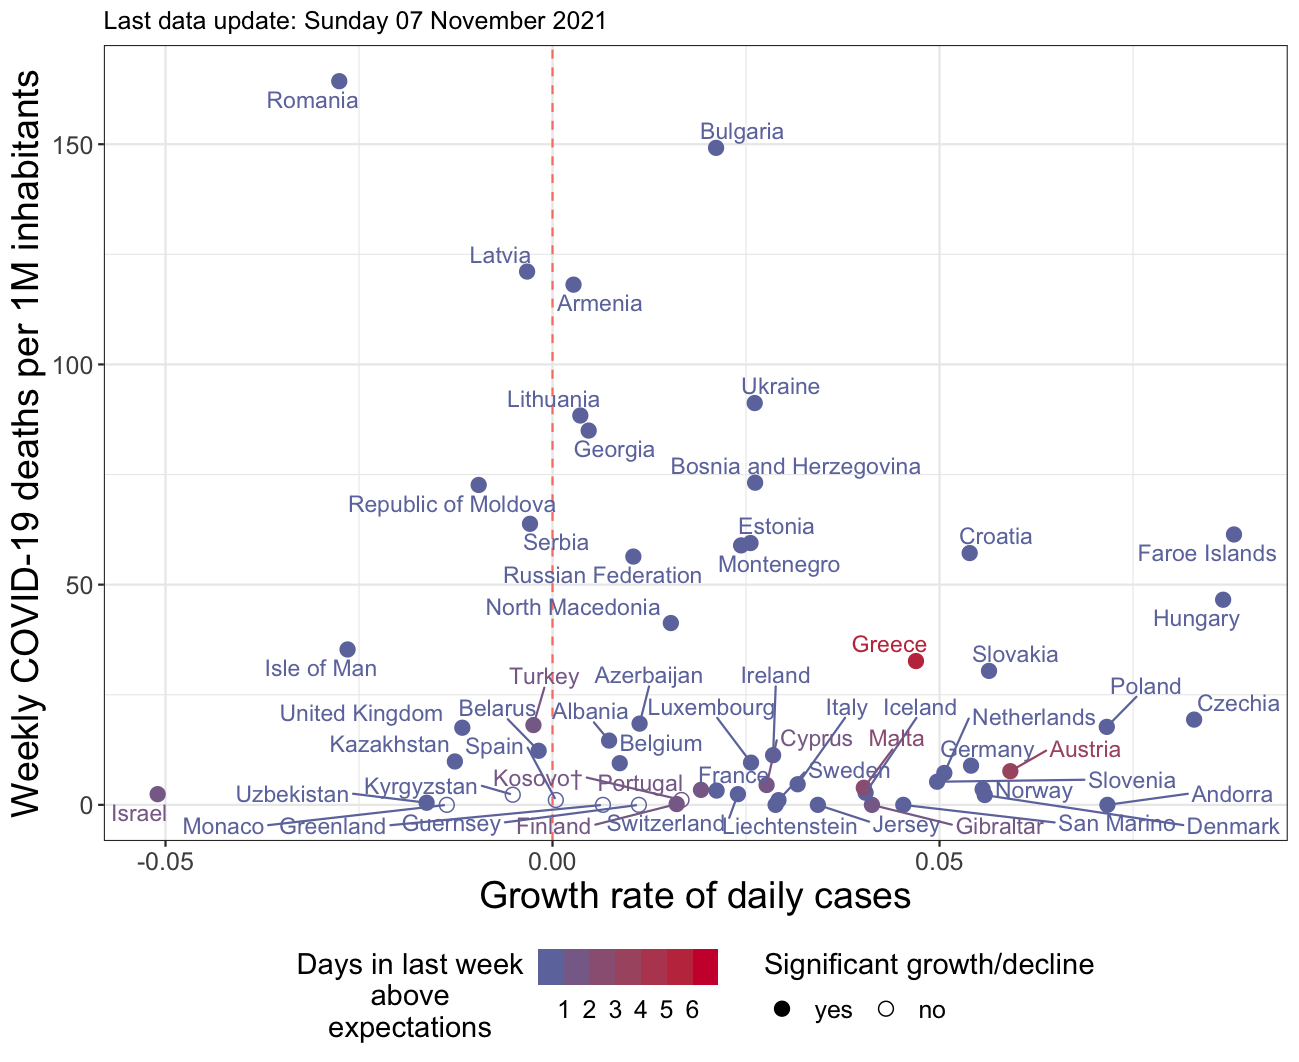 Last data update: Sunday 07 November 2021
Weekly COVID-19 deaths per 1M inhabitants
Romania
Bulgaria
150
Latvia
Armenia
100
Ukraine
Lithuania
Georgia
Bosnia and Herzegovina
Republic of Moldova
Estonia
Serbia
Croatia
Faroe Islands
Montenegro
Russian Federation
50
North Macedonia
Hungary
Greece
Slovakia
Isle of Man
Turkey Azerbaijan Ireland
Poland
Czechia
United Kingdom Belarus Albania Luxembourg Italy Iceland Netherlands
Kazakhstan Spain Belgium Cyprus Malta Germany Austria
Kosovo† Portugal France Sweden Slovenia
Uzbekistan Kyrgyzstan Norway Andorra
0
Israel
Monaco Greenland Guernsey Finland Switzerland Liechtenstein Jersey Gibraltar San Marino Denmark
-0.05 0.00 0.05
Growth rate of daily cases
Days in last week
above
expectations
1 2 3 4 5 6
Significant growth/decline
yes no